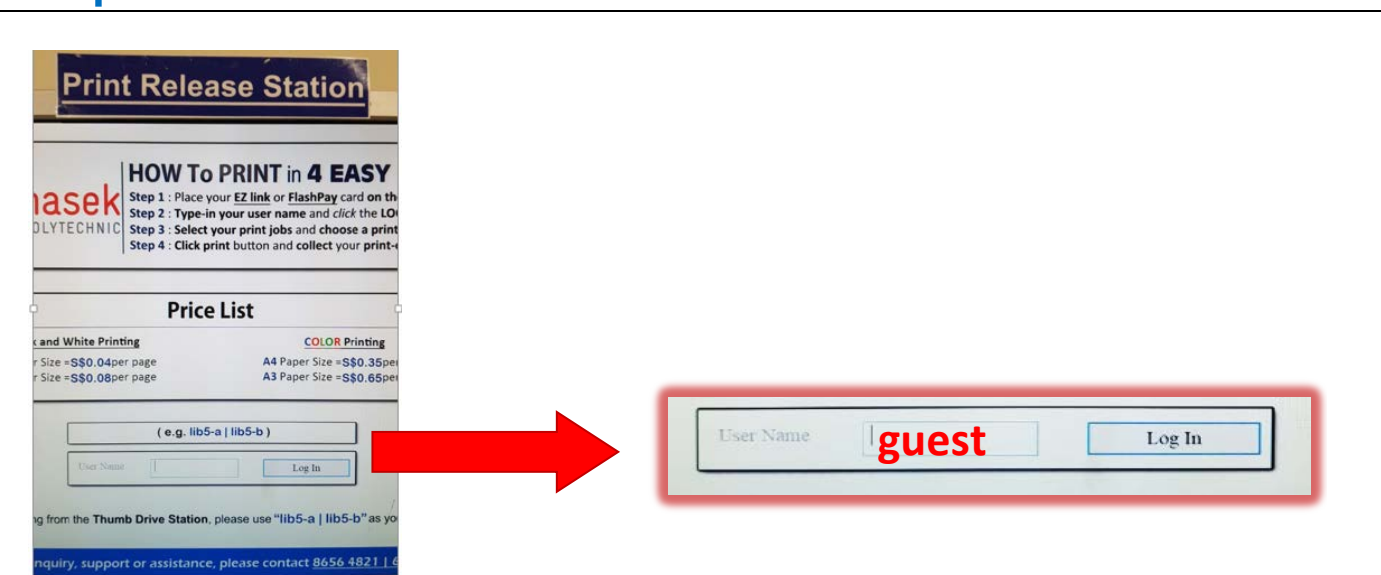 Print Release Station
HOW To PRINT in 4 EASY
nasek
OLYTECHNIC
Step 1 : Place your EZ link or FlashPay card on th
Step 2 : Type-in your user name and click the LO
Step 3 : Select your print jobs and choose a print
Step 4 : Click print button and collect your print-
Price List
k and White Printing
COLOR Printing
r Size =S$0.04per page
A4 Paper Size =S$0.35pe
r Size =S$0.08per page
A3 Paper Size =S$0.65pe
( e.g. lib5-a | lib5-b )
User Name
Log In
ng from the Thumb Drive Station, please use "lib5-a | lib5-b" as yo
nquiry, support or assistance, please contact 8656 4821 | 6
User Name
guest
Log In